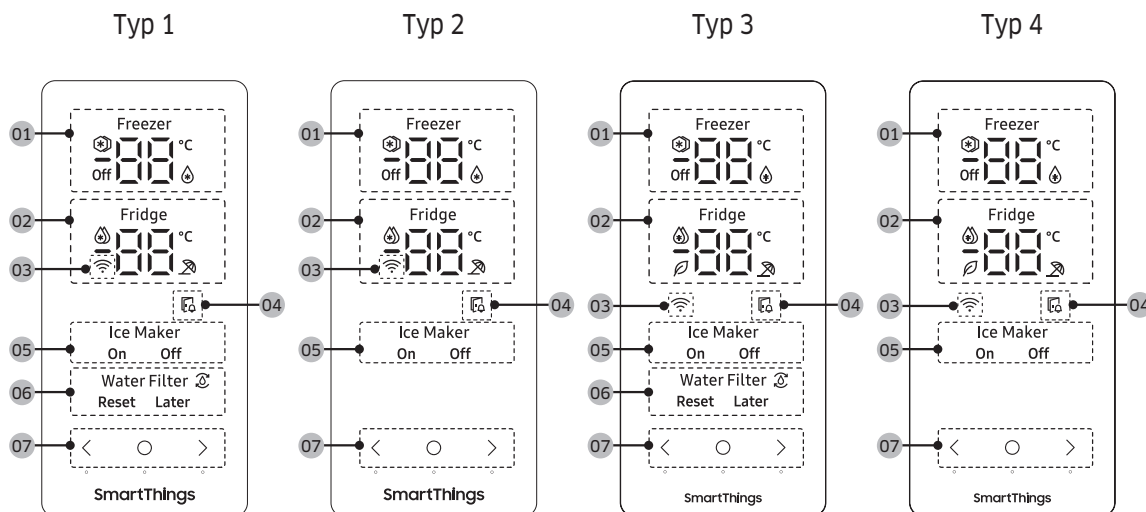 Typ 1 Typ 2 Typ 3 Typ 4
01 Freezer 01 Freezer 01 Freezer 01 Freezer
88 °C 88 °C 88 °C 88 °C
Off Off Off Off
02 Fridge 02 Fridge 02 Fridge 02 Fridge
88 °C 88 °C 88 °C 88 °C
03 03
04 04 03 04 03 04
05 Ice Maker 05 Ice Maker 05 Ice Maker 05 Ice Maker
On Off On Off On Off On Off
06 Water Filter 06 Water Filter
Reset Later Reset Later
07 < ○ > 07 < ○ > 07 < ○ > 07 < ○ >
SmartThings SmartThings SmartThings SmartThings